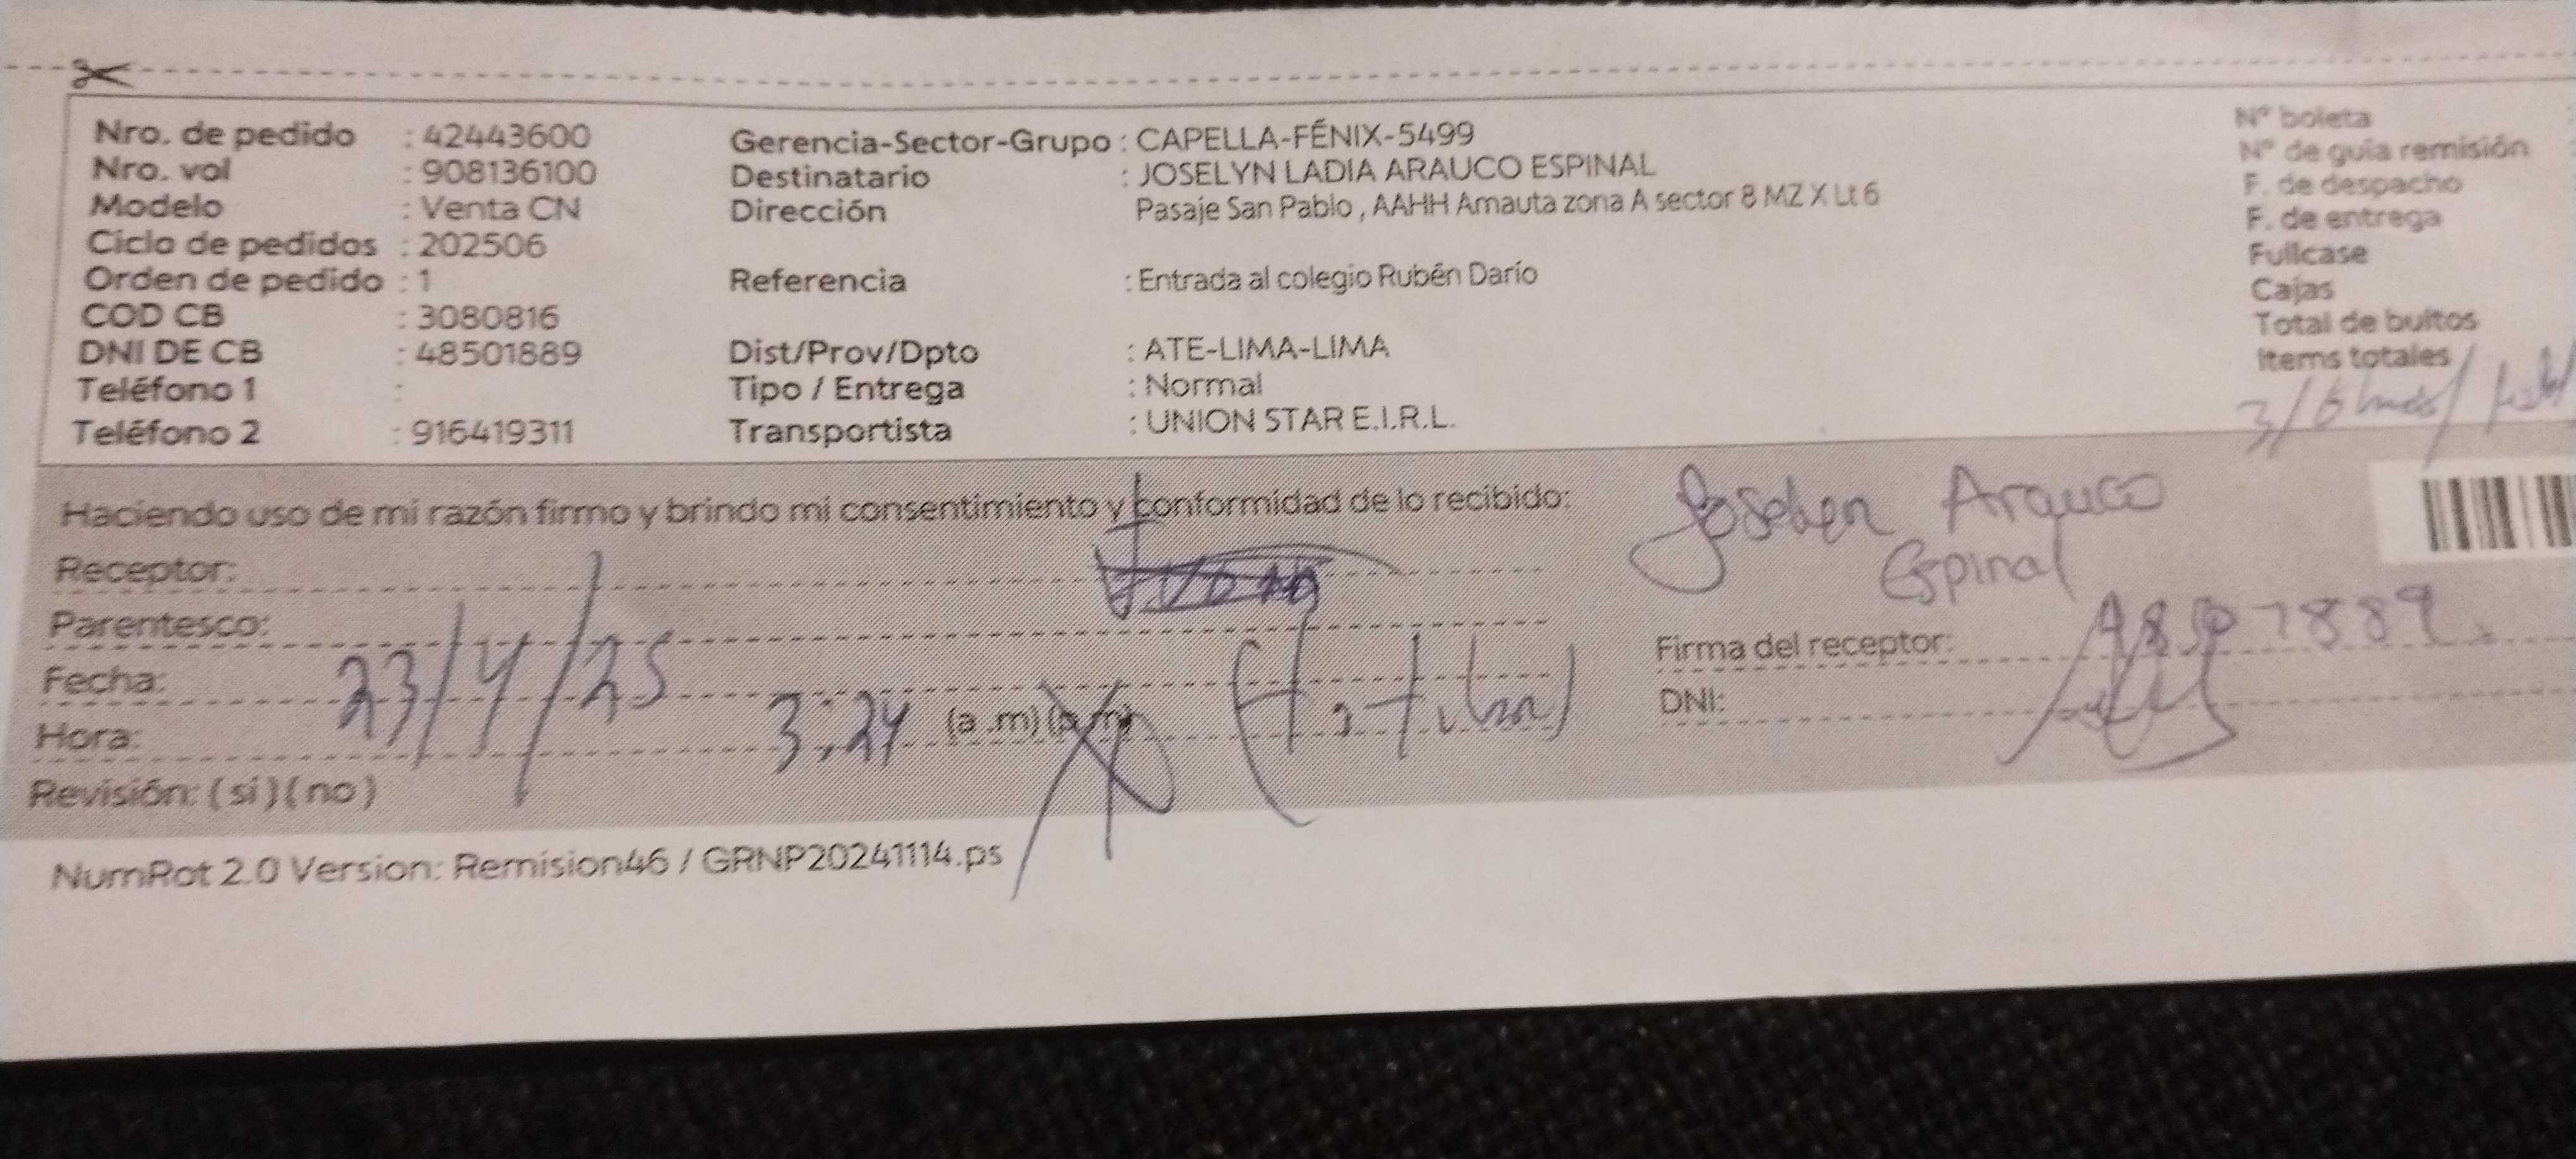 Nro. de pedido : 42443600
Nro. vol : 908136100
Modelo : Venta CN
Ciclo de pedidos : 202506
Orden de pedido : 1
COD CB : 3080816
DNI DE CB : 48501889
Teléfono 1 :
Teléfono 2 : 916419311
Gerencia-Sector-Grupo : CAPELLA-FÉNIX-5499
Destinatario : JOSELYN LADIA ARAUCO ESPINAL
Dirección Pasaje San Pablo , AAHH Amauta zona A sector 8 MZ X Lt 6
Referencia : Entrada al colegio Rubén Darío
Dist/Prov/Dpto : ATE-LIMA-LIMA
Tipo / Entrega : Normal
Transportista : UNION STAR E.I.R.L.
Nº boleta
Nº de guía remisión
F. de despacho
F. de entrega
Fullcase
Cajas
Total de bultos
Items totales
Haciendo uso de mi razón firmo y brindo mi consentimiento y conformidad de lo recibido:
Receptor:
Parentesco:
Fecha: 23/4/25
Hora: 3:24 (a .m) (p.m)
Revisión: ( si ) ( no )
Arauco
Espinal
Firma del receptor:
DNI:
NumRot 2.0 Version: Remision46 / GRNP20241114.ps